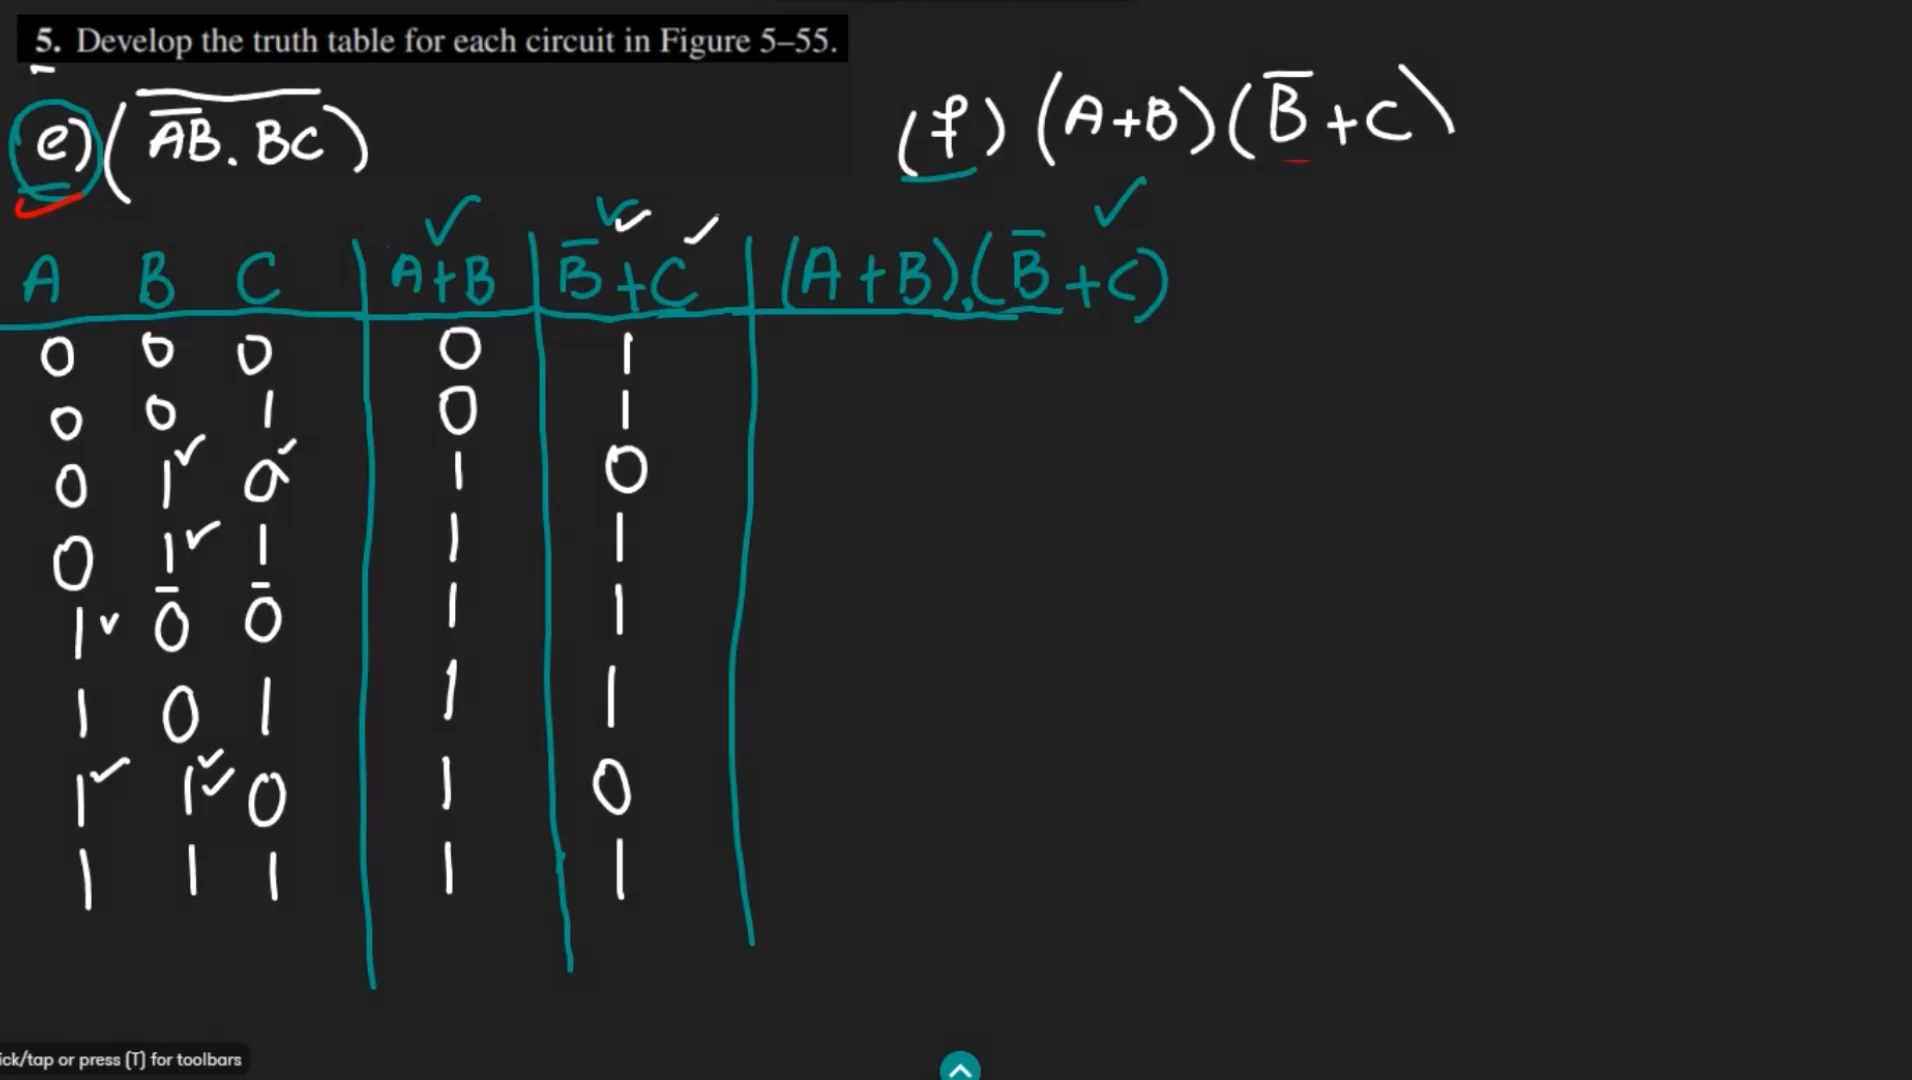 5. Develop the truth table for each circuit in Figure 5–55.
e) (\overline{\overline{AB}.BC}) (f) (A+B)(B̅+C)
A B C A+B B̅+C (A+B).(B̅+C)
0 0 0 0 1
0 0 1 0 1
0 1 0 1 0
0 1 1 1 1
1 0 0 1 1
1 0 1 1 1
1 1 0 1 0
1 1 1 1 1
ick/tap or press (T) for toolbars